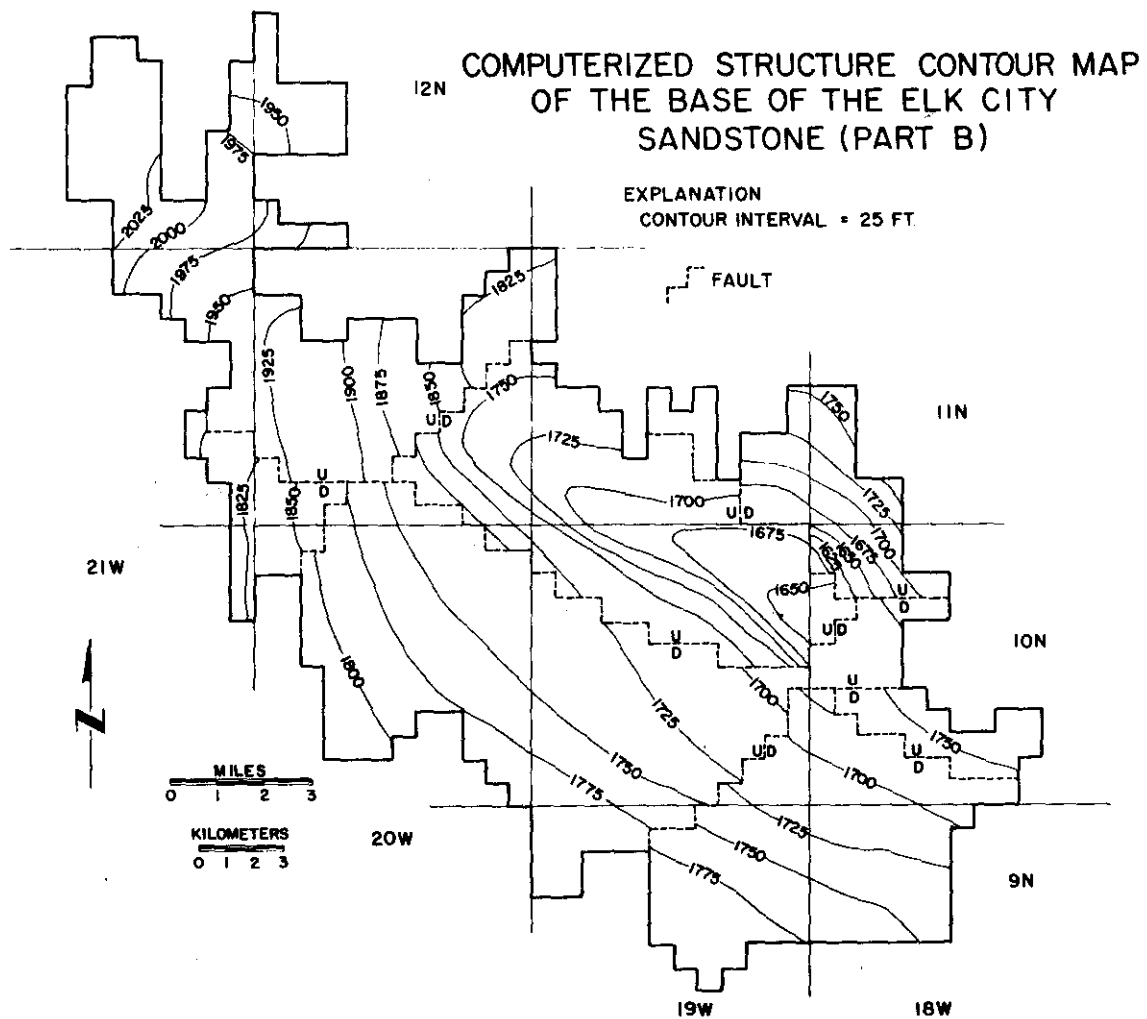 COMPUTERIZED STRUCTURE CONTOUR MAP
OF THE BASE OF THE ELK CITY
SANDSTONE (PART B)
12N
EXPLANATION
CONTOUR INTERVAL = 25 FT.
FAULT
1950
1975
2025
2000
1975
1950
1825
1925
1900
1875
1850
1750
U D
1725
1750
11N
U
D
1825
1850
1700
U D
1725
1700
1675
1675
1650
1625
1650
U
D
21W
U D
U
D
10N
1800
1700
U
D
1725
1750
U D
U
D
1700
MILES
0 1 2 3
1750
1775
KILOMETERS
0 1 2 3
20W
1725
1750
1775
9N
19W
18W
N